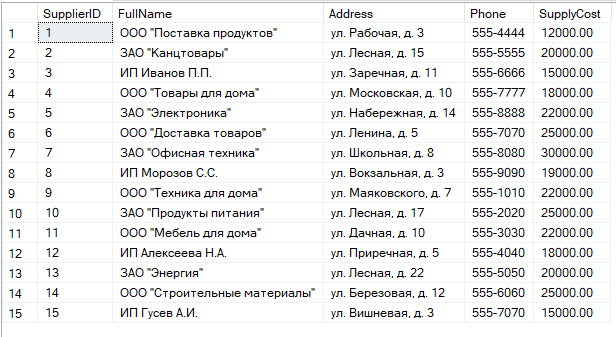 SupplierID FullName Address Phone SupplyCost
1 1 ООО "Поставка продуктов" ул. Рабочая, д. 3 555-4444 12000.00
2 2 ЗАО "Канцтовары" ул. Лесная, д. 15 555-5555 20000.00
3 3 ИП Иванов П.П. ул. Заречная, д. 11 555-6666 15000.00
4 4 ООО "Товары для дома" ул. Московская, д. 10 555-7777 18000.00
5 5 ЗАО "Электроника" ул. Набережная, д. 14 555-8888 22000.00
6 6 ООО "Доставка товаров" ул. Ленина, д. 5 555-7070 25000.00
7 7 ЗАО "Офисная техника" ул. Школьная, д. 8 555-8080 30000.00
8 8 ИП Морозов С.С. ул. Вокзальная, д. 3 555-9090 19000.00
9 9 ООО "Техника для дома" ул. Маяковского, д. 7 555-1010 22000.00
10 10 ЗАО "Продукты питания" ул. Лесная, д. 17 555-2020 25000.00
11 11 ООО "Мебель для дома" ул. Дачная, д. 10 555-3030 22000.00
12 12 ИП Алексеева Н.А. ул. Приречная, д. 5 555-4040 18000.00
13 13 ЗАО "Энергия" ул. Лесная, д. 22 555-5050 20000.00
14 14 ООО "Строительные материалы" ул. Березовая, д. 12 555-6060 25000.00
15 15 ИП Гусев А.И. ул. Вишневая, д. 3 555-7070 15000.00